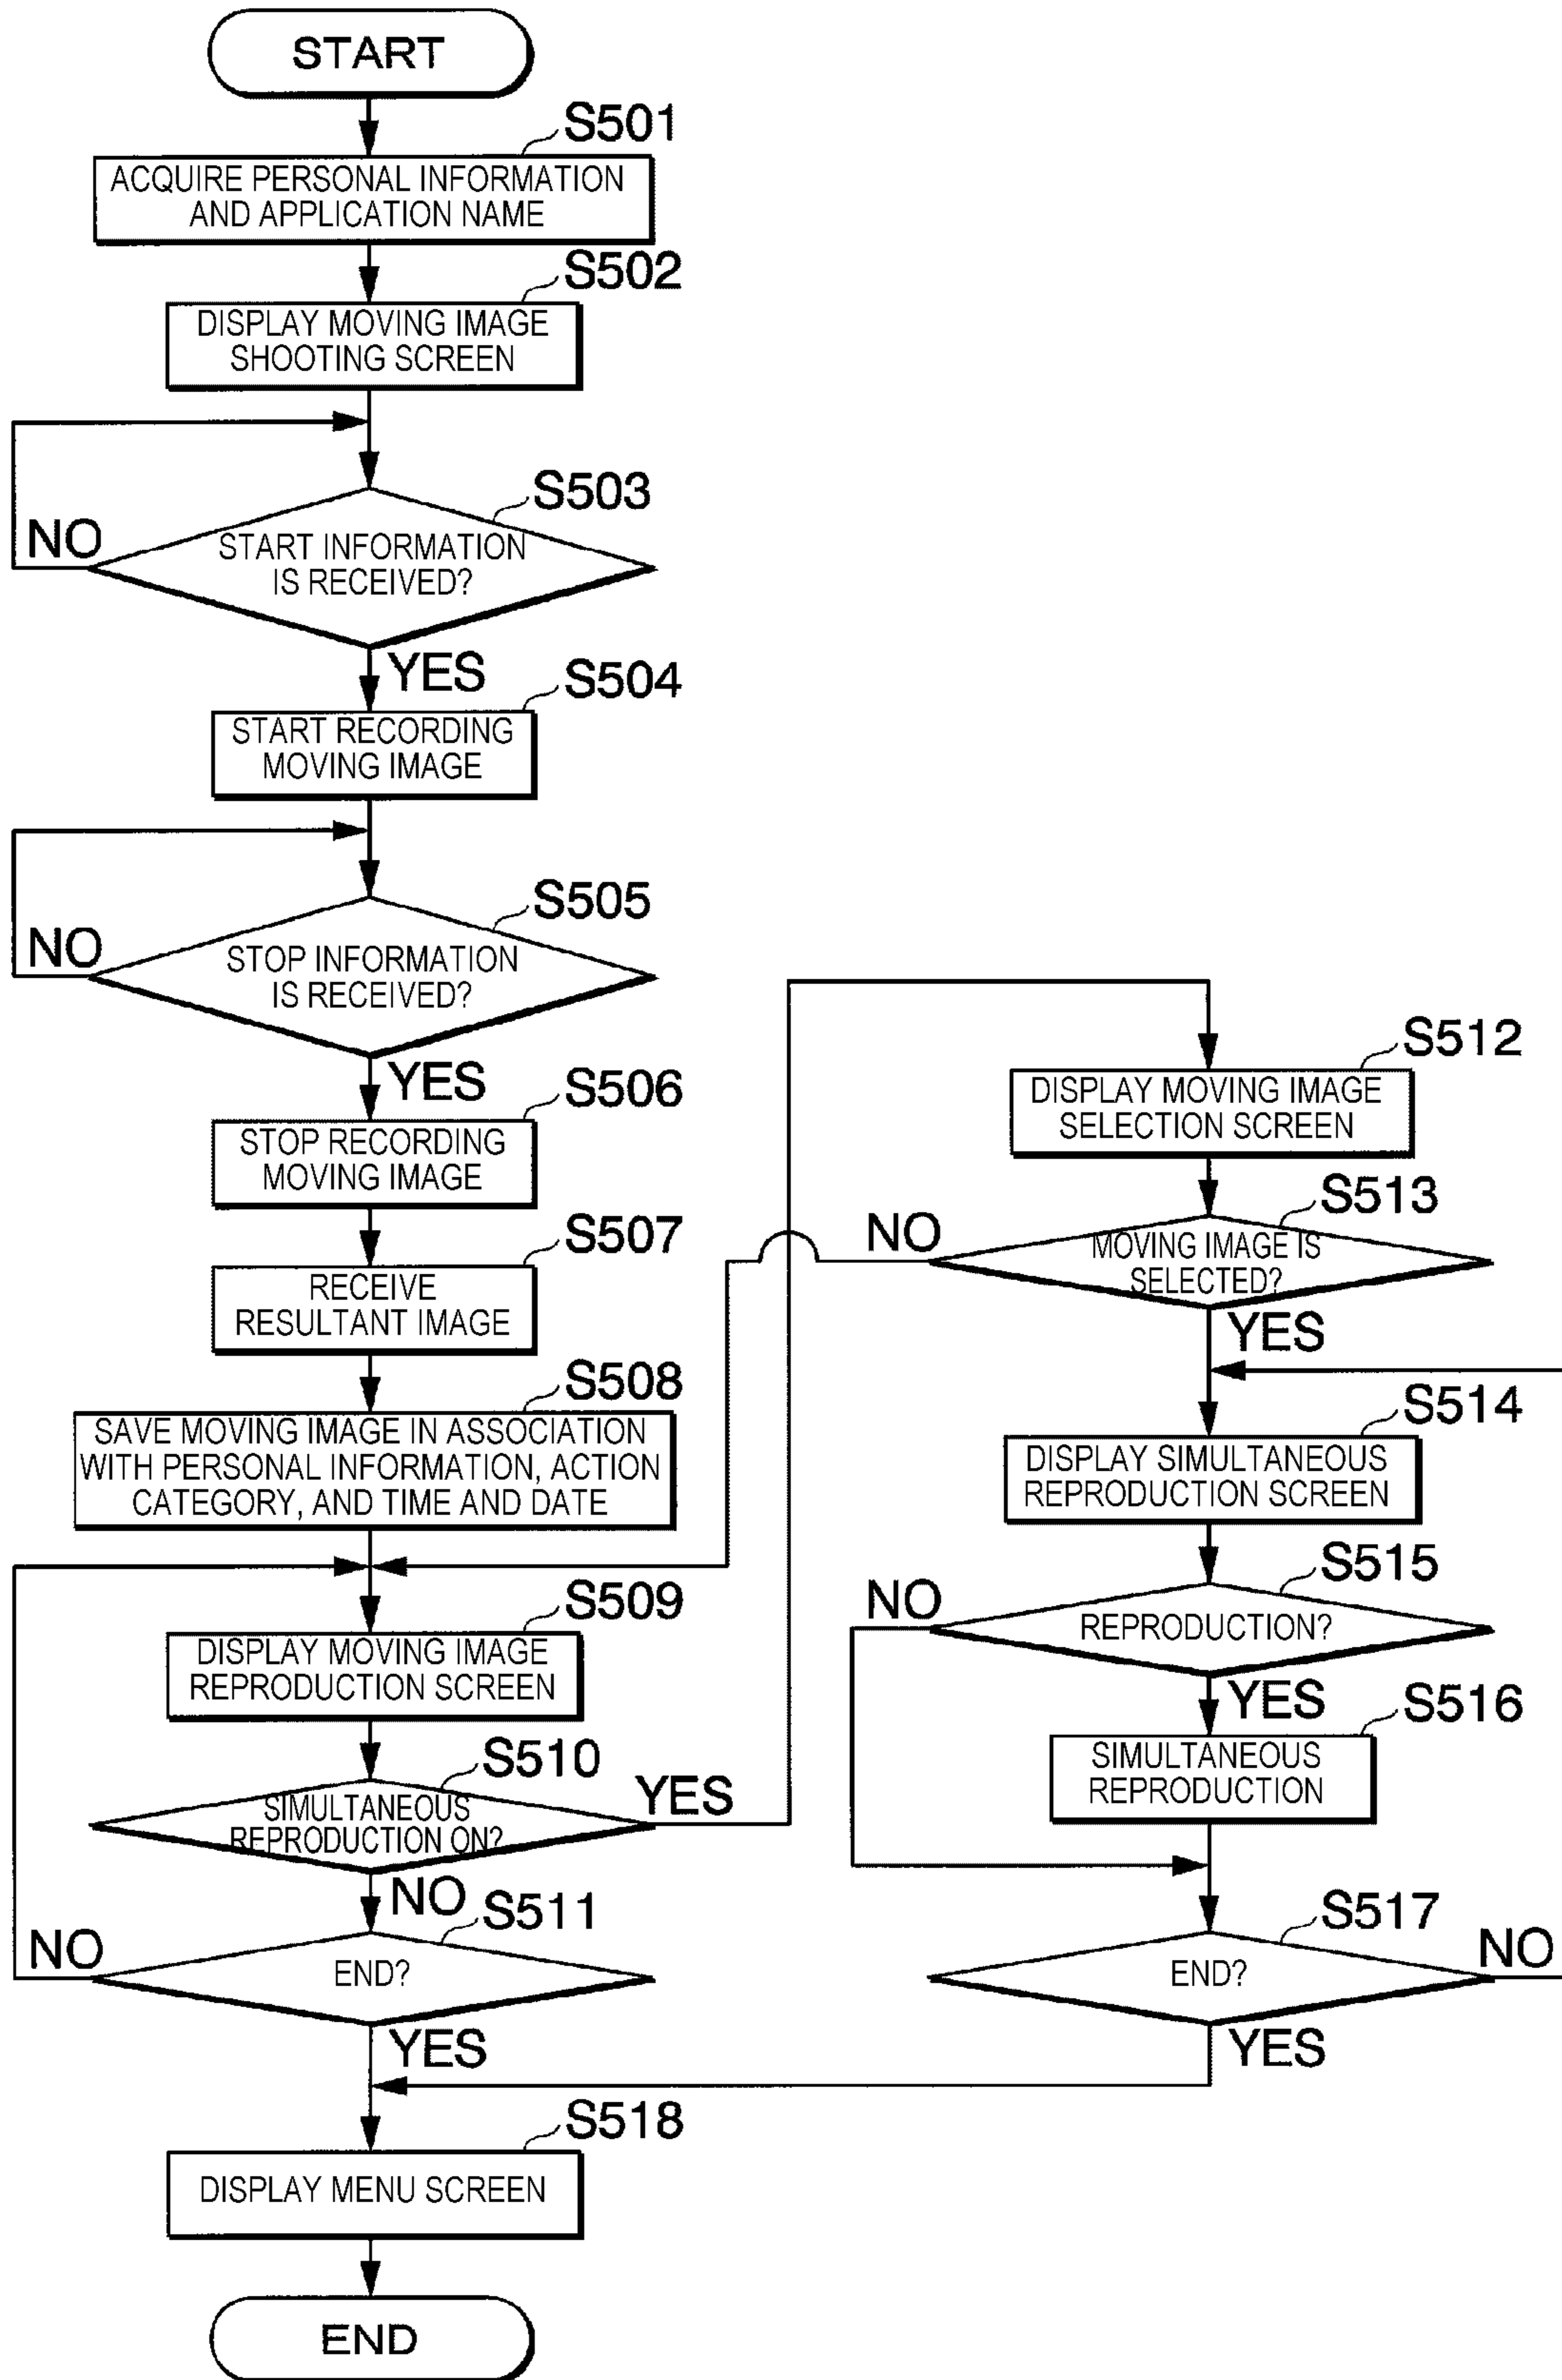 START
S501
ACQUIRE PERSONAL INFORMATION
AND APPLICATION NAME
S502
DISPLAY MOVING IMAGE
SHOOTING SCREEN
S503
START INFORMATION
IS RECEIVED?
NO
YES
S504
START RECORDING
MOVING IMAGE
S505
STOP INFORMATION
IS RECEIVED?
NO
YES
S506
STOP RECORDING
MOVING IMAGE
S507
RECEIVE
RESULTANT IMAGE
S508
SAVE MOVING IMAGE IN ASSOCIATION
WITH PERSONAL INFORMATION, ACTION
CATEGORY, AND TIME AND DATE
S509
DISPLAY MOVING IMAGE
REPRODUCTION SCREEN
S510
SIMULTANEOUS
REPRODUCTION ON?
YES
NO
S511
END?
NO
YES
S512
DISPLAY MOVING IMAGE
SELECTION SCREEN
S513
MOVING IMAGE IS
SELECTED?
NO
YES
S514
DISPLAY SIMULTANEOUS
REPRODUCTION SCREEN
S515
REPRODUCTION?
NO
YES
S516
SIMULTANEOUS
REPRODUCTION
S517
END?
NO
YES
S518
DISPLAY MENU SCREEN
END